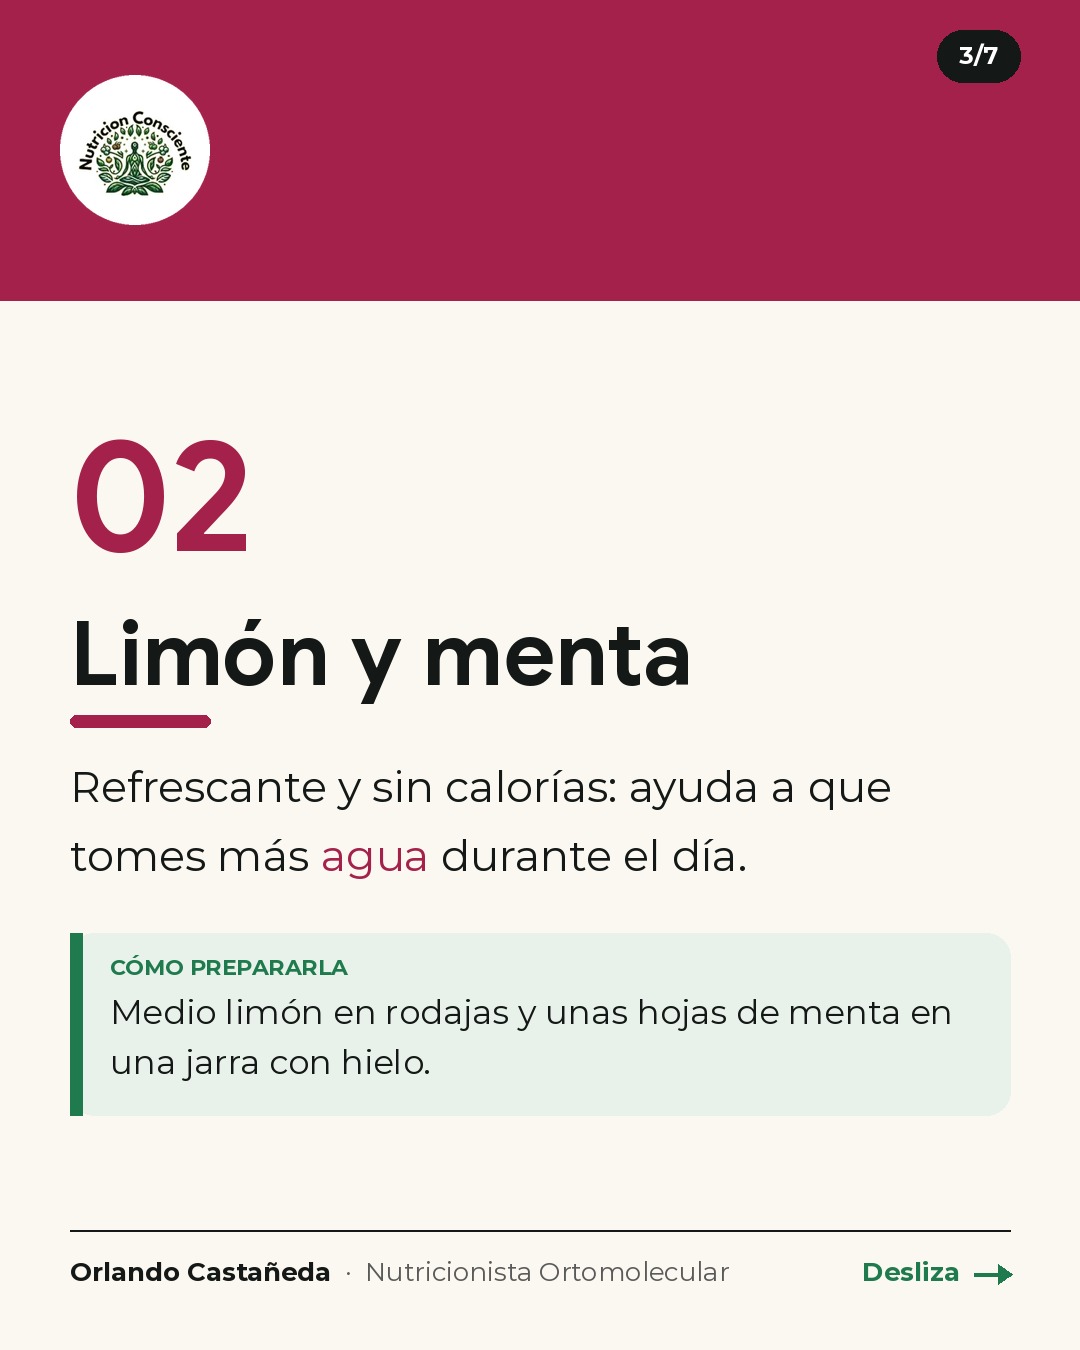 3/7
Nutricion Consciente
02
Limón y menta
Refrescante y sin calorías: ayuda a que
tomes más agua durante el día.
CÓMO PREPARARLA
Medio limón en rodajas y unas hojas de menta en
una jarra con hielo.
Orlando Castañeda · Nutricionista Ortomolecular
Desliza